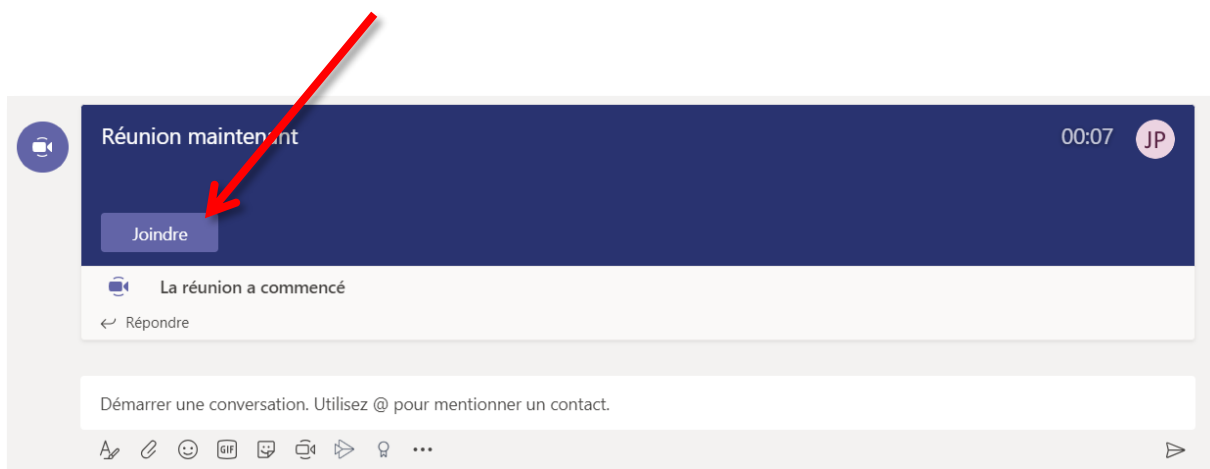 Réunion maintenant
00:07
JP
Joindre
La réunion a commencé
Répondre
Démarrer une conversation. Utilisez @ pour mentionner un contact.
GIF